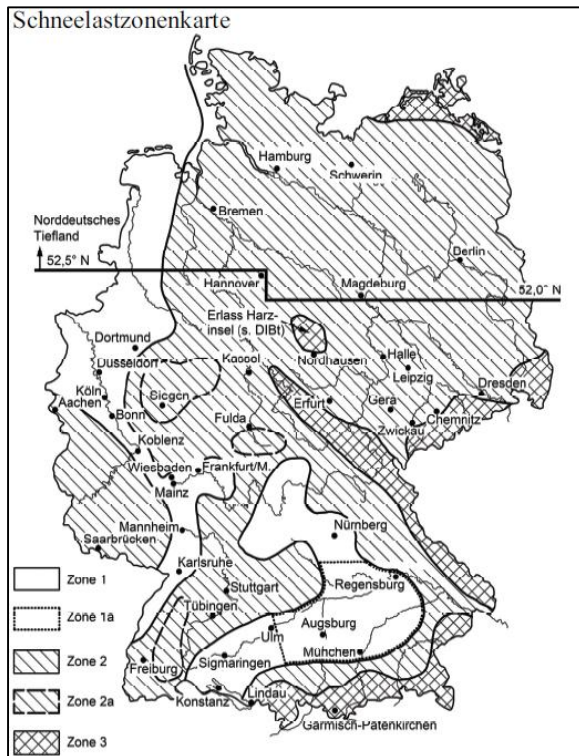 Schneelastzonenkarte
Hamburg
Schwerin
Bremen
Norddeutsches
Tiefland
52,5° N
Derlin
Hannover
Magdeburg
52,0° N
Erlass Harz-
insel (s. DIBt)
Dortmund
Düsseldorf
Kassel
Nordhausen
Halle
Leipzig
Köln
Siegen
Erfurt
Gera
Dresden
Aachen
Bonn
Fulda
Zwickau
Chemnitz
Koblenz
Wiesbaden
Frankfurt/M.
Mainz
Mannheim
Nürnberg
Saarbrücken
Karlsruhe
Zone 1
Stuttgart
Regensburg
Zone 1a
Tübingen
Augsburg
Ulm
Zone 2
München
Freiburg
Sigmaringen
Zone 2a
Konstanz
Lindau
Zone 3
Garmisch-Patenkirchen